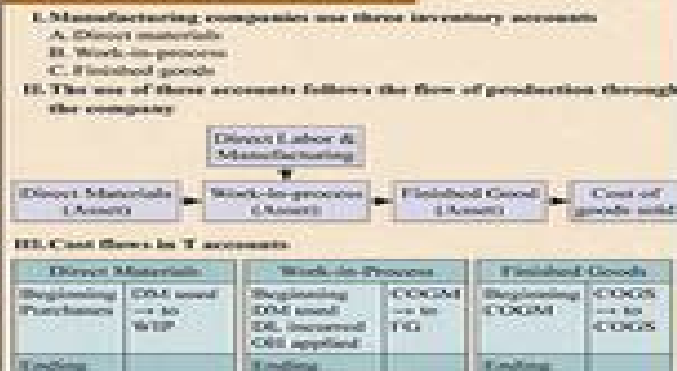 I. Manufacturing companies use three inventory accounts
A. Direct materials
B. Work-in-process
C. Finished goods
II. The use of these accounts follows the flow of production through
the company
Direct Labor &
Manufacturing
Direct Materials
(Asset)
Work-in-process
(Asset)
Finished Good
(Asset)
Cost of
goods sold
III. Cost flows in T accounts
Direct Materials
Beginning
Purchases
DM used
→ to
WIP
Ending
Work-in-Process
Beginning
DM used
DL incurred
OH applied
COGM
→ to
FG
Ending
Finished Goods
Beginning
COGM
COGS
→ to
COGS
Ending